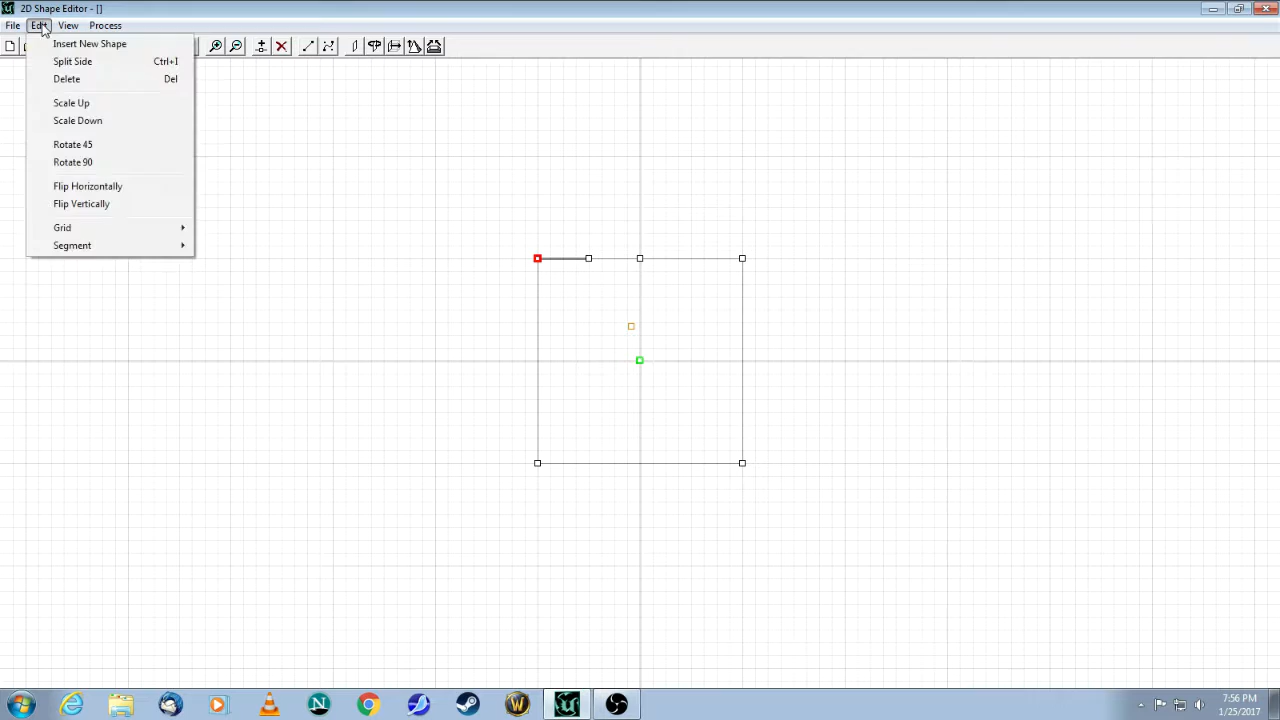 2D Shape Editor - []
File Edit View Process
Insert New Shape
Split Side Ctrl+I
Delete Del
Scale Up
Scale Down
Rotate 45
Rotate 90
Flip Horizontally
Flip Vertically
Grid
Segment
7:56 PM
1/25/2017